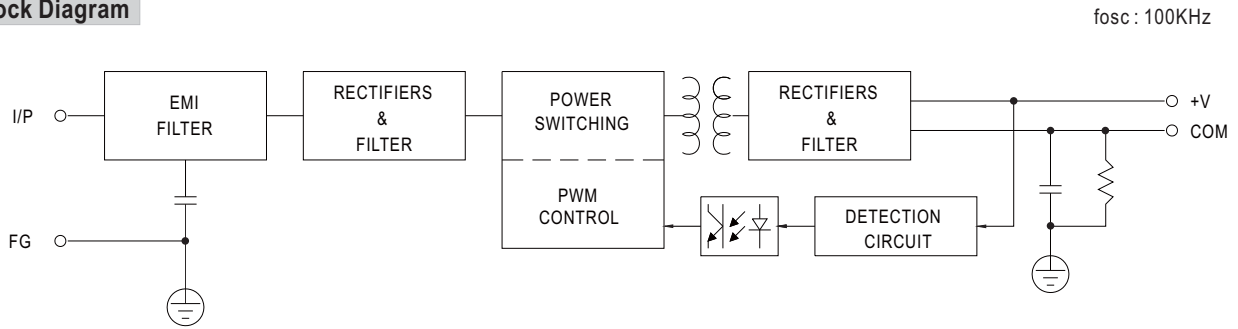 ock Diagram
fosc : 100KHz
I/P
EMI
FILTER
RECTIFIERS
&
FILTER
POWER
SWITCHING
PWM
CONTROL
RECTIFIERS
&
FILTER
+V
COM
DETECTION
CIRCUIT
FG